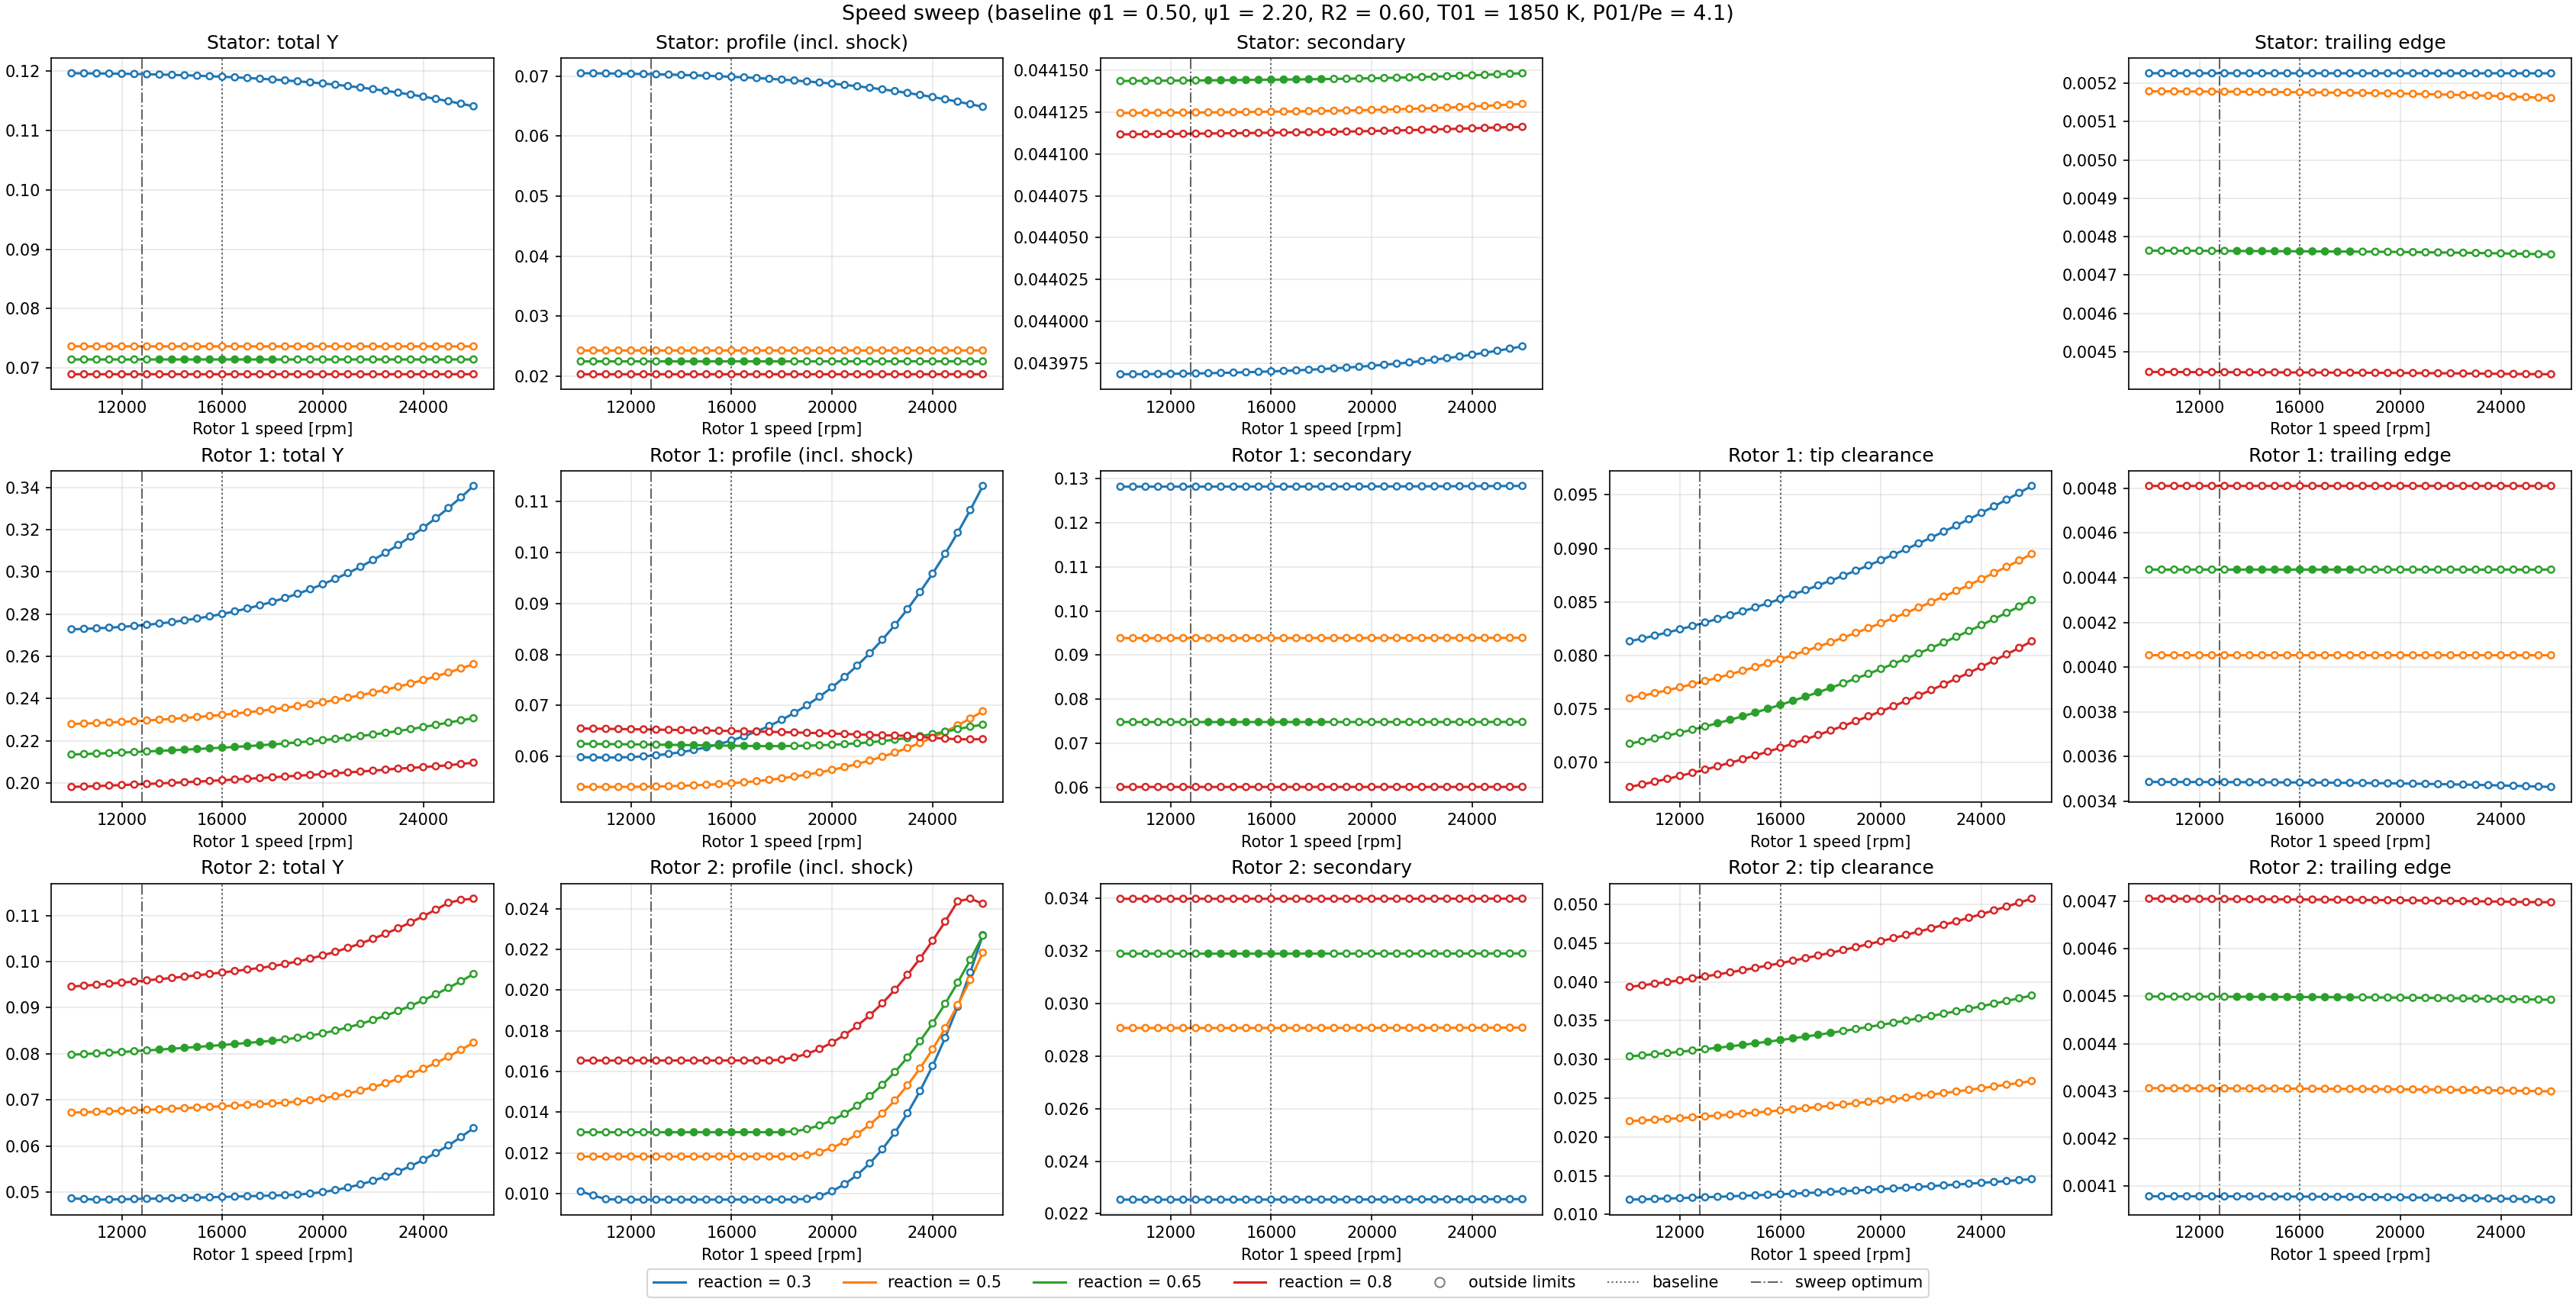 Speed sweep (baseline φ1 = 0.50, ψ1 = 2.20, R2 = 0.60, T01 = 1850 K, P01/Pe = 4.1)
Stator: total Y
0.12
0.11
0.10
0.09
0.08
0.07
12000 16000 20000 24000
Rotor 1 speed [rpm]
Stator: profile (incl. shock)
0.07
0.06
0.05
0.04
0.03
0.02
12000 16000 20000 24000
Rotor 1 speed [rpm]
Stator: secondary
0.044150
0.044125
0.044100
0.044075
0.044050
0.044025
0.044000
0.043975
12000 16000 20000 24000
Rotor 1 speed [rpm]
Stator: trailing edge
0.0052
0.0051
0.0050
0.0049
0.0048
0.0047
0.0046
0.0045
12000 16000 20000 24000
Rotor 1 speed [rpm]
Rotor 1: total Y
0.34
0.32
0.30
0.28
0.26
0.24
0.22
0.20
12000 16000 20000 24000
Rotor 1 speed [rpm]
Rotor 1: profile (incl. shock)
0.11
0.10
0.09
0.08
0.07
0.06
12000 16000 20000 24000
Rotor 1 speed [rpm]
Rotor 1: secondary
0.13
0.12
0.11
0.10
0.09
0.08
0.07
0.06
12000 16000 20000 24000
Rotor 1 speed [rpm]
Rotor 1: tip clearance
0.095
0.090
0.085
0.080
0.075
0.070
12000 16000 20000 24000
Rotor 1 speed [rpm]
Rotor 1: trailing edge
0.0048
0.0046
0.0044
0.0042
0.0040
0.0038
0.0036
0.0034
12000 16000 20000 24000
Rotor 1 speed [rpm]
Rotor 2: total Y
0.11
0.10
0.09
0.08
0.07
0.06
0.05
12000 16000 20000 24000
Rotor 1 speed [rpm]
Rotor 2: profile (incl. shock)
0.024
0.022
0.020
0.018
0.016
0.014
0.012
0.010
12000 16000 20000 24000
Rotor 1 speed [rpm]
Rotor 2: secondary
0.034
0.032
0.030
0.028
0.026
0.024
0.022
12000 16000 20000 24000
Rotor 1 speed [rpm]
Rotor 2: tip clearance
0.050
0.045
0.040
0.035
0.030
0.025
0.020
0.015
0.010
12000 16000 20000 24000
Rotor 1 speed [rpm]
Rotor 2: trailing edge
0.0047
0.0046
0.0045
0.0044
0.0043
0.0042
0.0041
12000 16000 20000 24000
Rotor 1 speed [rpm]
reaction = 0.3 reaction = 0.5 reaction = 0.65 reaction = 0.8 outside limits baseline sweep optimum